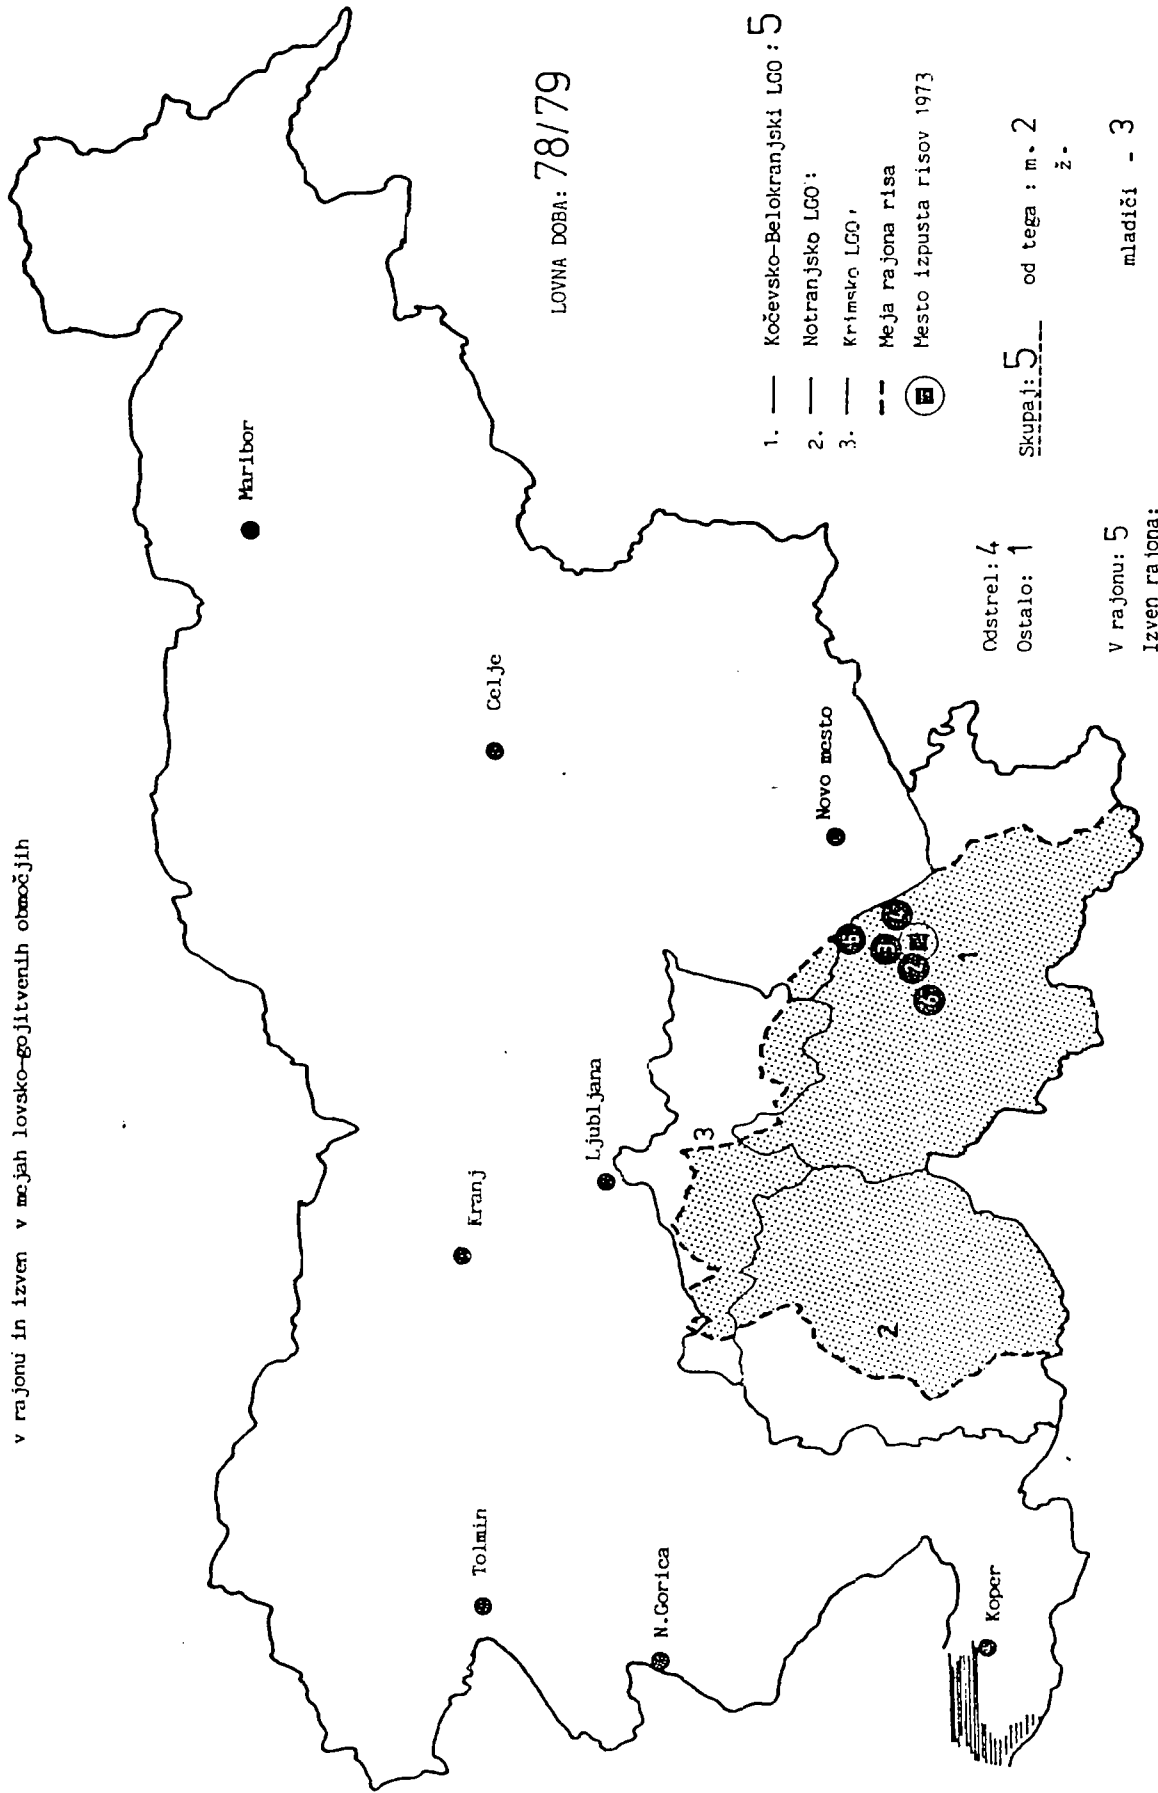 v rajonu in izven v mejah lovsko-gojitvenih območjih
LOVNA DOBA: 78/79
Maribor
Celje
Kranj
Tolmin
Ljubljana
N.Gorica
Novo mesto
Koper
1
2
3
1. Kočevsko-Belokranjski LGO : 5
2. Notranjsko LGO :
3. Krimsko LGO,
Meja rajona risa
Mesto izpusta risov 1973
Odstrel: 4
Ostalo: 1
Skupaj: 5 od tega : m. 2
ž -
mladiči - 3
V rajonu: 5
Izven rajona: